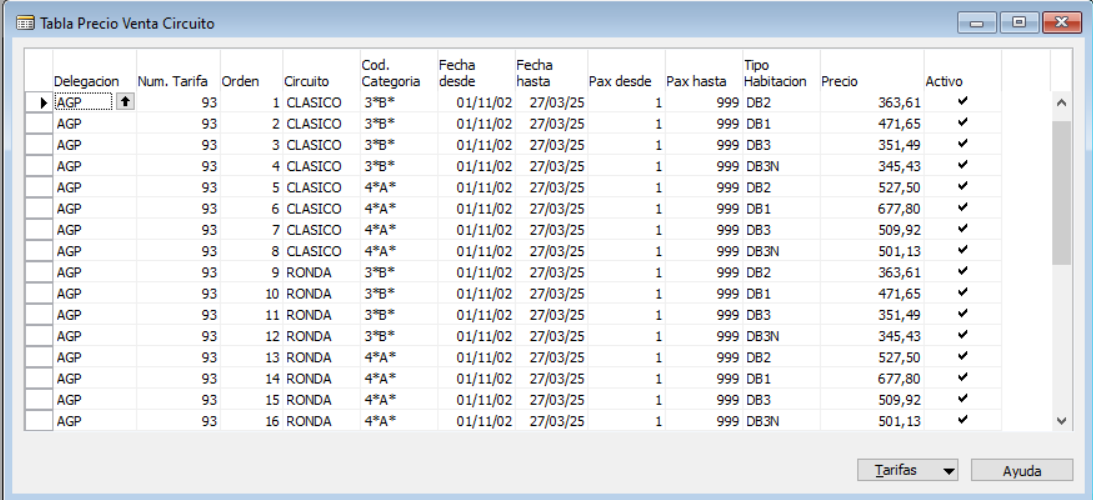 Tabla Precio Venta Circuito
Delegacion Num. Tarifa Orden Circuito Cod. Categoria Fecha desde Fecha hasta Pax desde Pax hasta Tipo Habitacion Precio Activo
AGP 93 1 CLASICO 3*B* 01/11/02 27/03/25 1 999 DB2 363,61
AGP 93 2 CLASICO 3*B* 01/11/02 27/03/25 1 999 DB1 471,65
AGP 93 3 CLASICO 3*B* 01/11/02 27/03/25 1 999 DB3 351,49
AGP 93 4 CLASICO 3*B* 01/11/02 27/03/25 1 999 DB3N 345,43
AGP 93 5 CLASICO 4*A* 01/11/02 27/03/25 1 999 DB2 527,50
AGP 93 6 CLASICO 4*A* 01/11/02 27/03/25 1 999 DB1 677,80
AGP 93 7 CLASICO 4*A* 01/11/02 27/03/25 1 999 DB3 509,92
AGP 93 8 CLASICO 4*A* 01/11/02 27/03/25 1 999 DB3N 501,13
AGP 93 9 RONDA 3*B* 01/11/02 27/03/25 1 999 DB2 363,61
AGP 93 10 RONDA 3*B* 01/11/02 27/03/25 1 999 DB1 471,65
AGP 93 11 RONDA 3*B* 01/11/02 27/03/25 1 999 DB3 351,49
AGP 93 12 RONDA 3*B* 01/11/02 27/03/25 1 999 DB3N 345,43
AGP 93 13 RONDA 4*A* 01/11/02 27/03/25 1 999 DB2 527,50
AGP 93 14 RONDA 4*A* 01/11/02 27/03/25 1 999 DB1 677,80
AGP 93 15 RONDA 4*A* 01/11/02 27/03/25 1 999 DB3 509,92
AGP 93 16 RONDA 4*A* 01/11/02 27/03/25 1 999 DB3N 501,13
Tarifas Ayuda